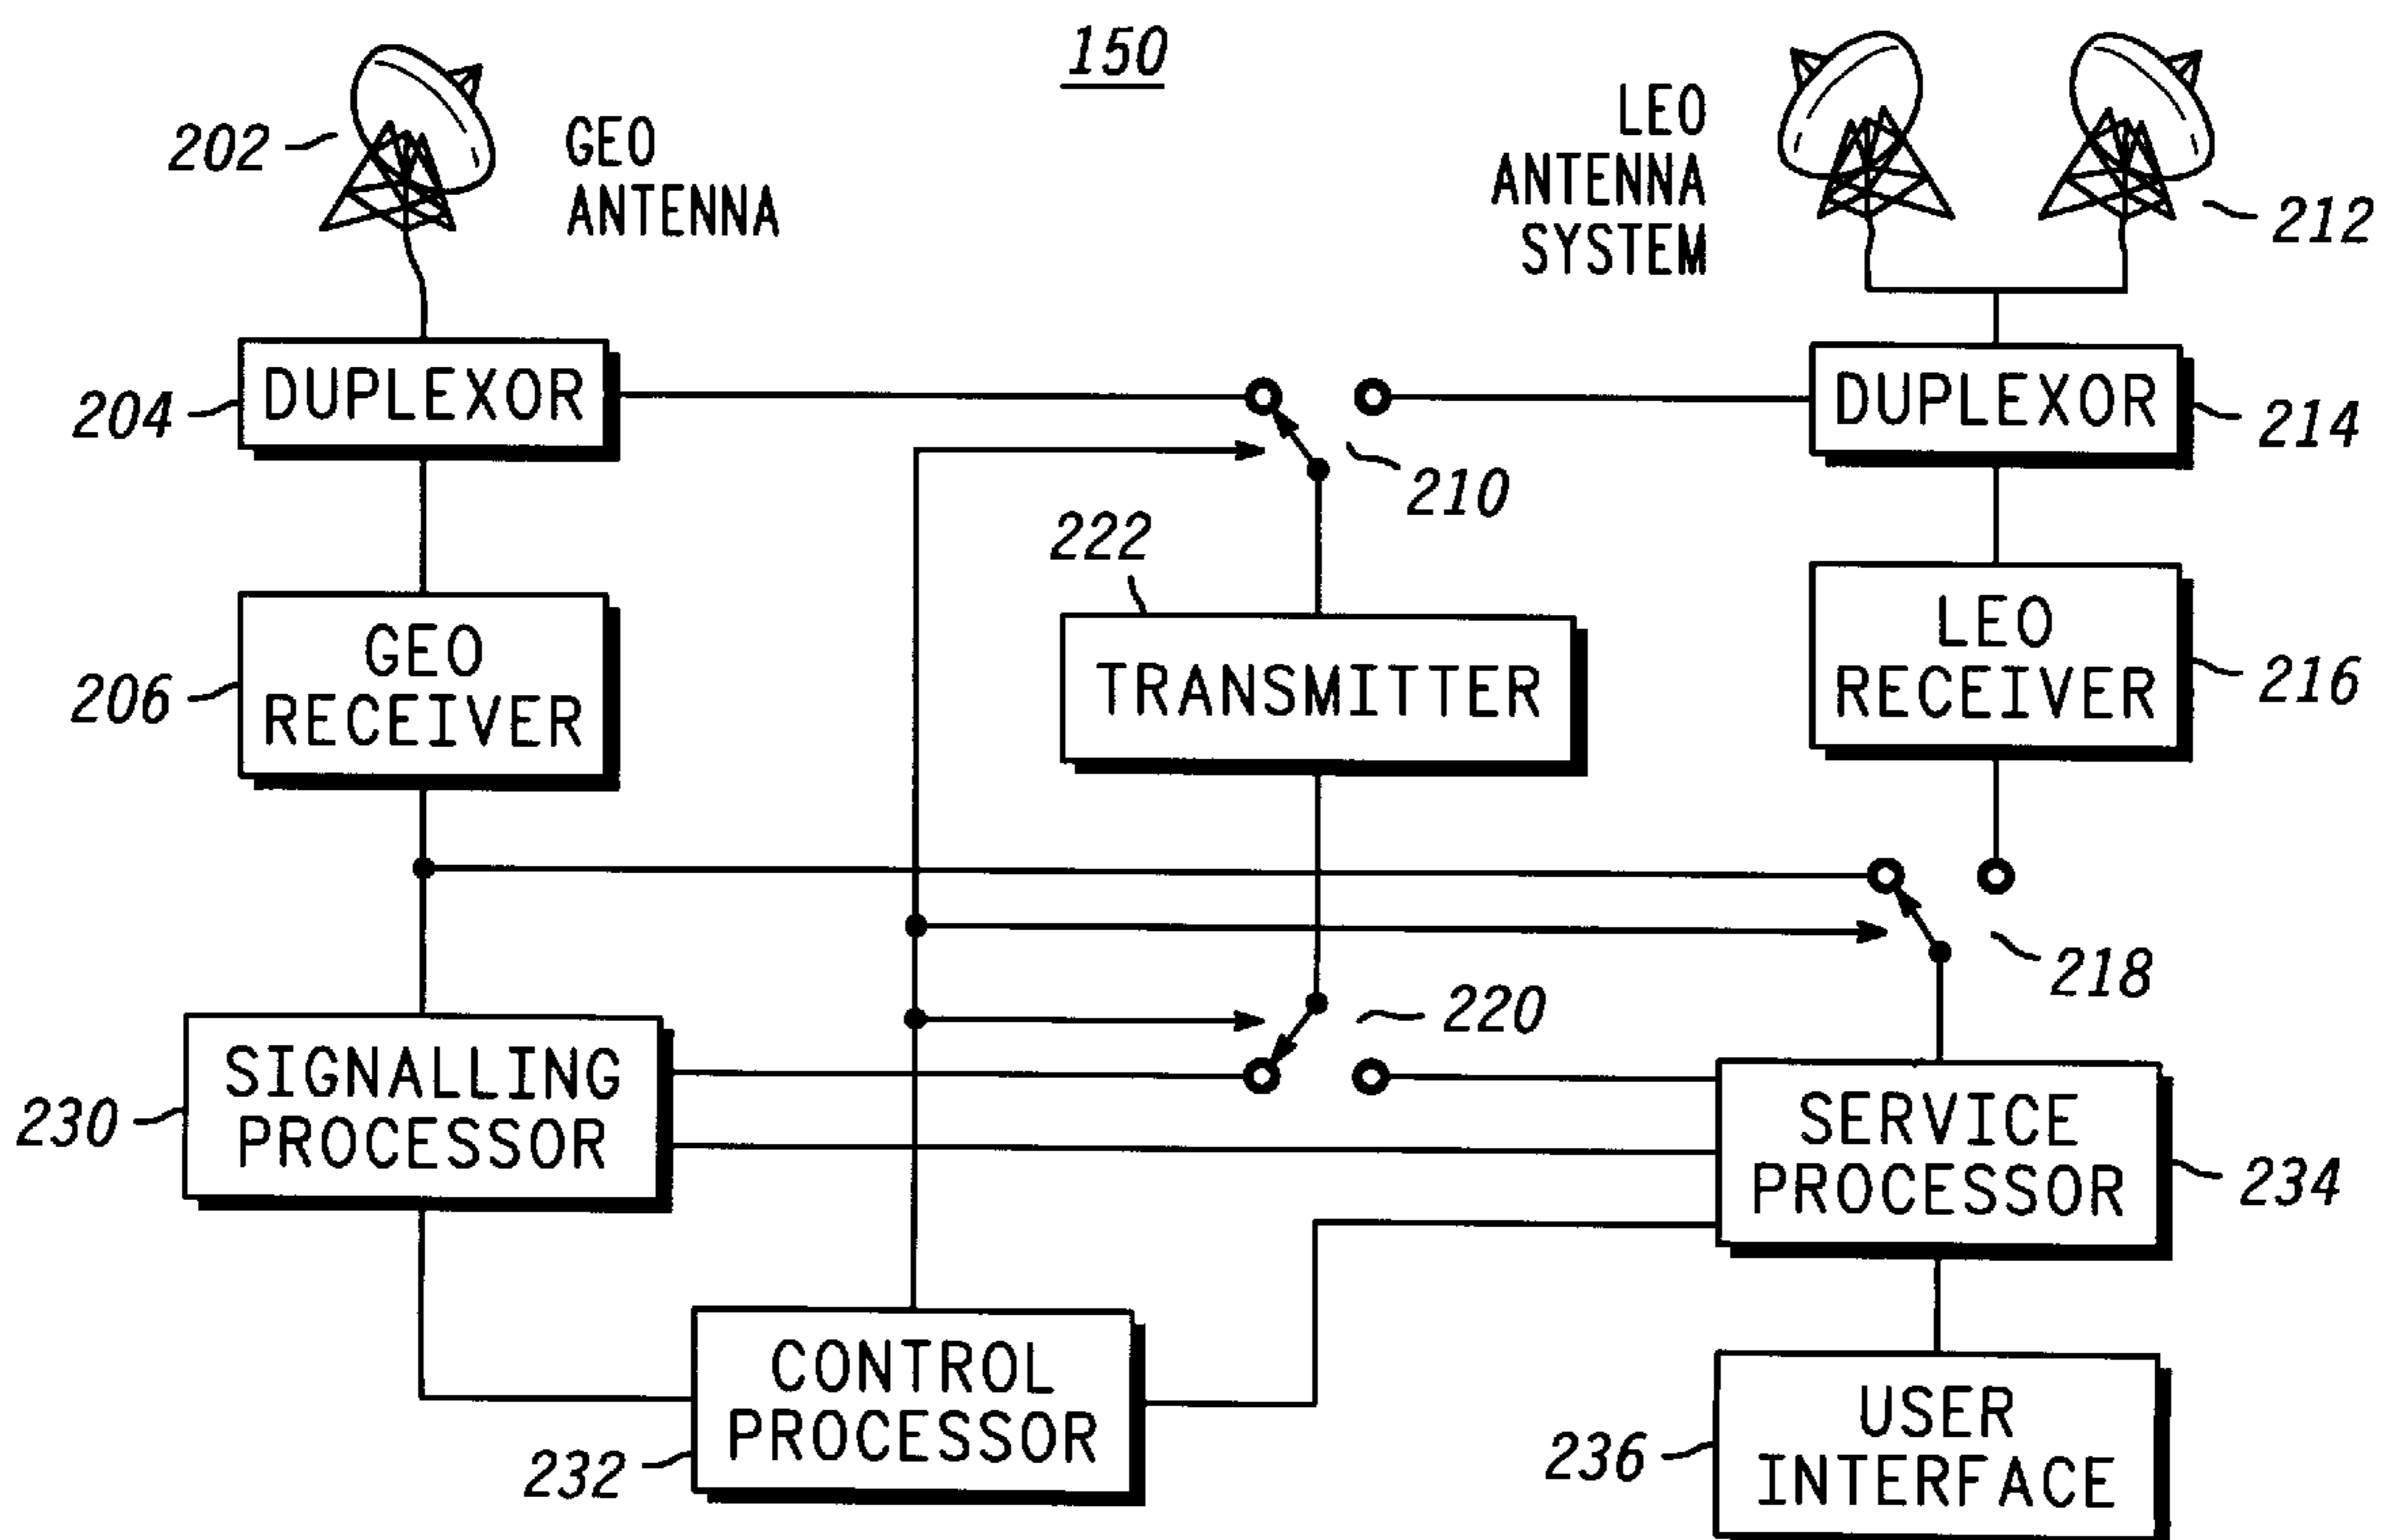 150
202
GEO
ANTENNA
LEO
ANTENNA
SYSTEM
212
204
DUPLEXOR
DUPLEXOR
214
210
222
206
GEO
RECEIVER
TRANSMITTER
LEO
RECEIVER
216
218
220
230
SIGNALLING
PROCESSOR
SERVICE
PROCESSOR
234
232
CONTROL
PROCESSOR
236
USER
INTERFACE